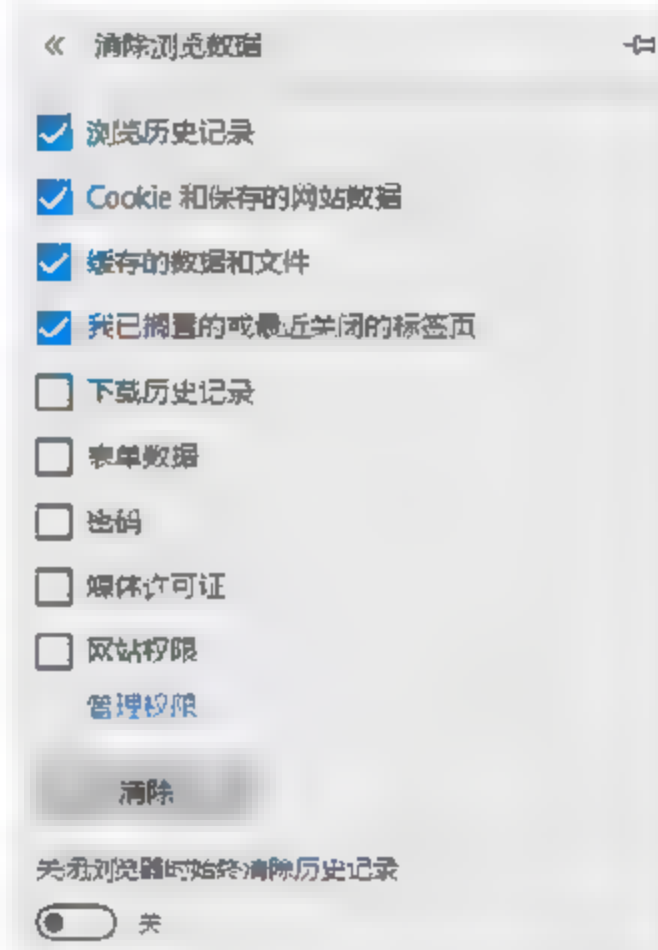 清除浏览数据
浏览历史记录
Cookie 和保存的网站数据
缓存的数据和文件
我已搁置的或最近关闭的标签页
下载历史记录
表单数据
密码
媒体许可证
网站权限
管理权限
清除
关闭浏览器时始终清除历史记录
关